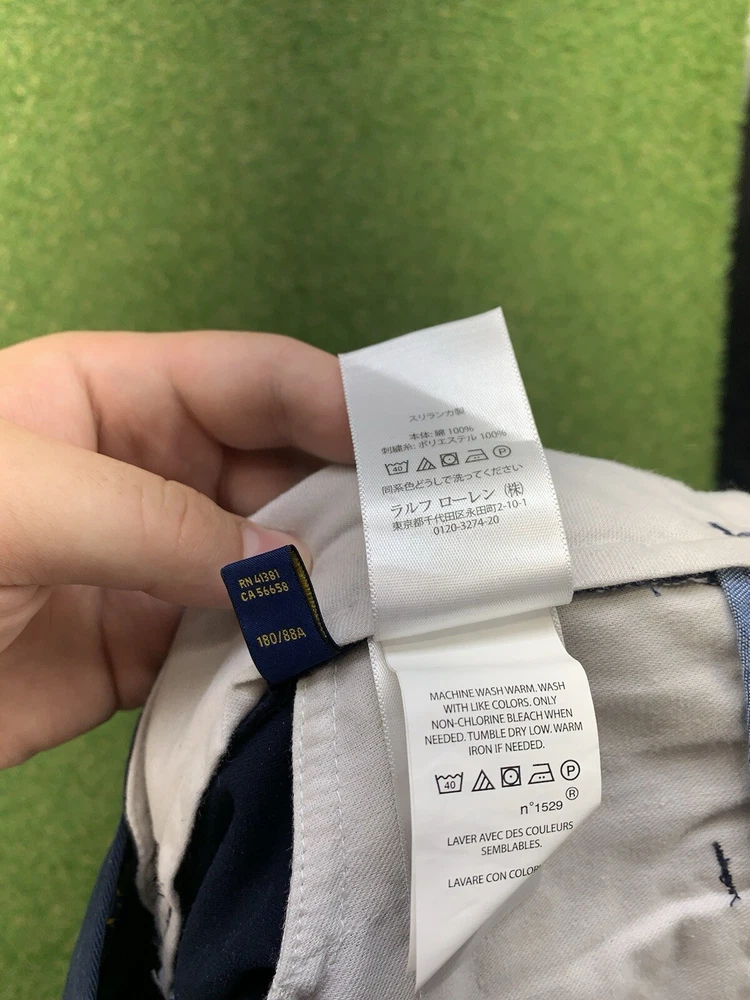 スリランカ製
本体: 綿 100%
刺繍糸: ポリエステル 100%
40 P
同系色どうしで洗ってください
ラルフ ローレン (株)
東京都千代田区永田町2-10-1
0120-3274-20
RN 41381
CA 56658
180/88A
MACHINE WASH WARM. WASH
WITH LIKE COLORS. ONLY
NON-CHLORINE BLEACH WHEN
NEEDED. TUMBLE DRY LOW. WARM
IRON IF NEEDED.
40 P
n°1529 ®
LAVER AVEC DES COULEURS
SEMBLABLES.
LAVARE CON COLOR